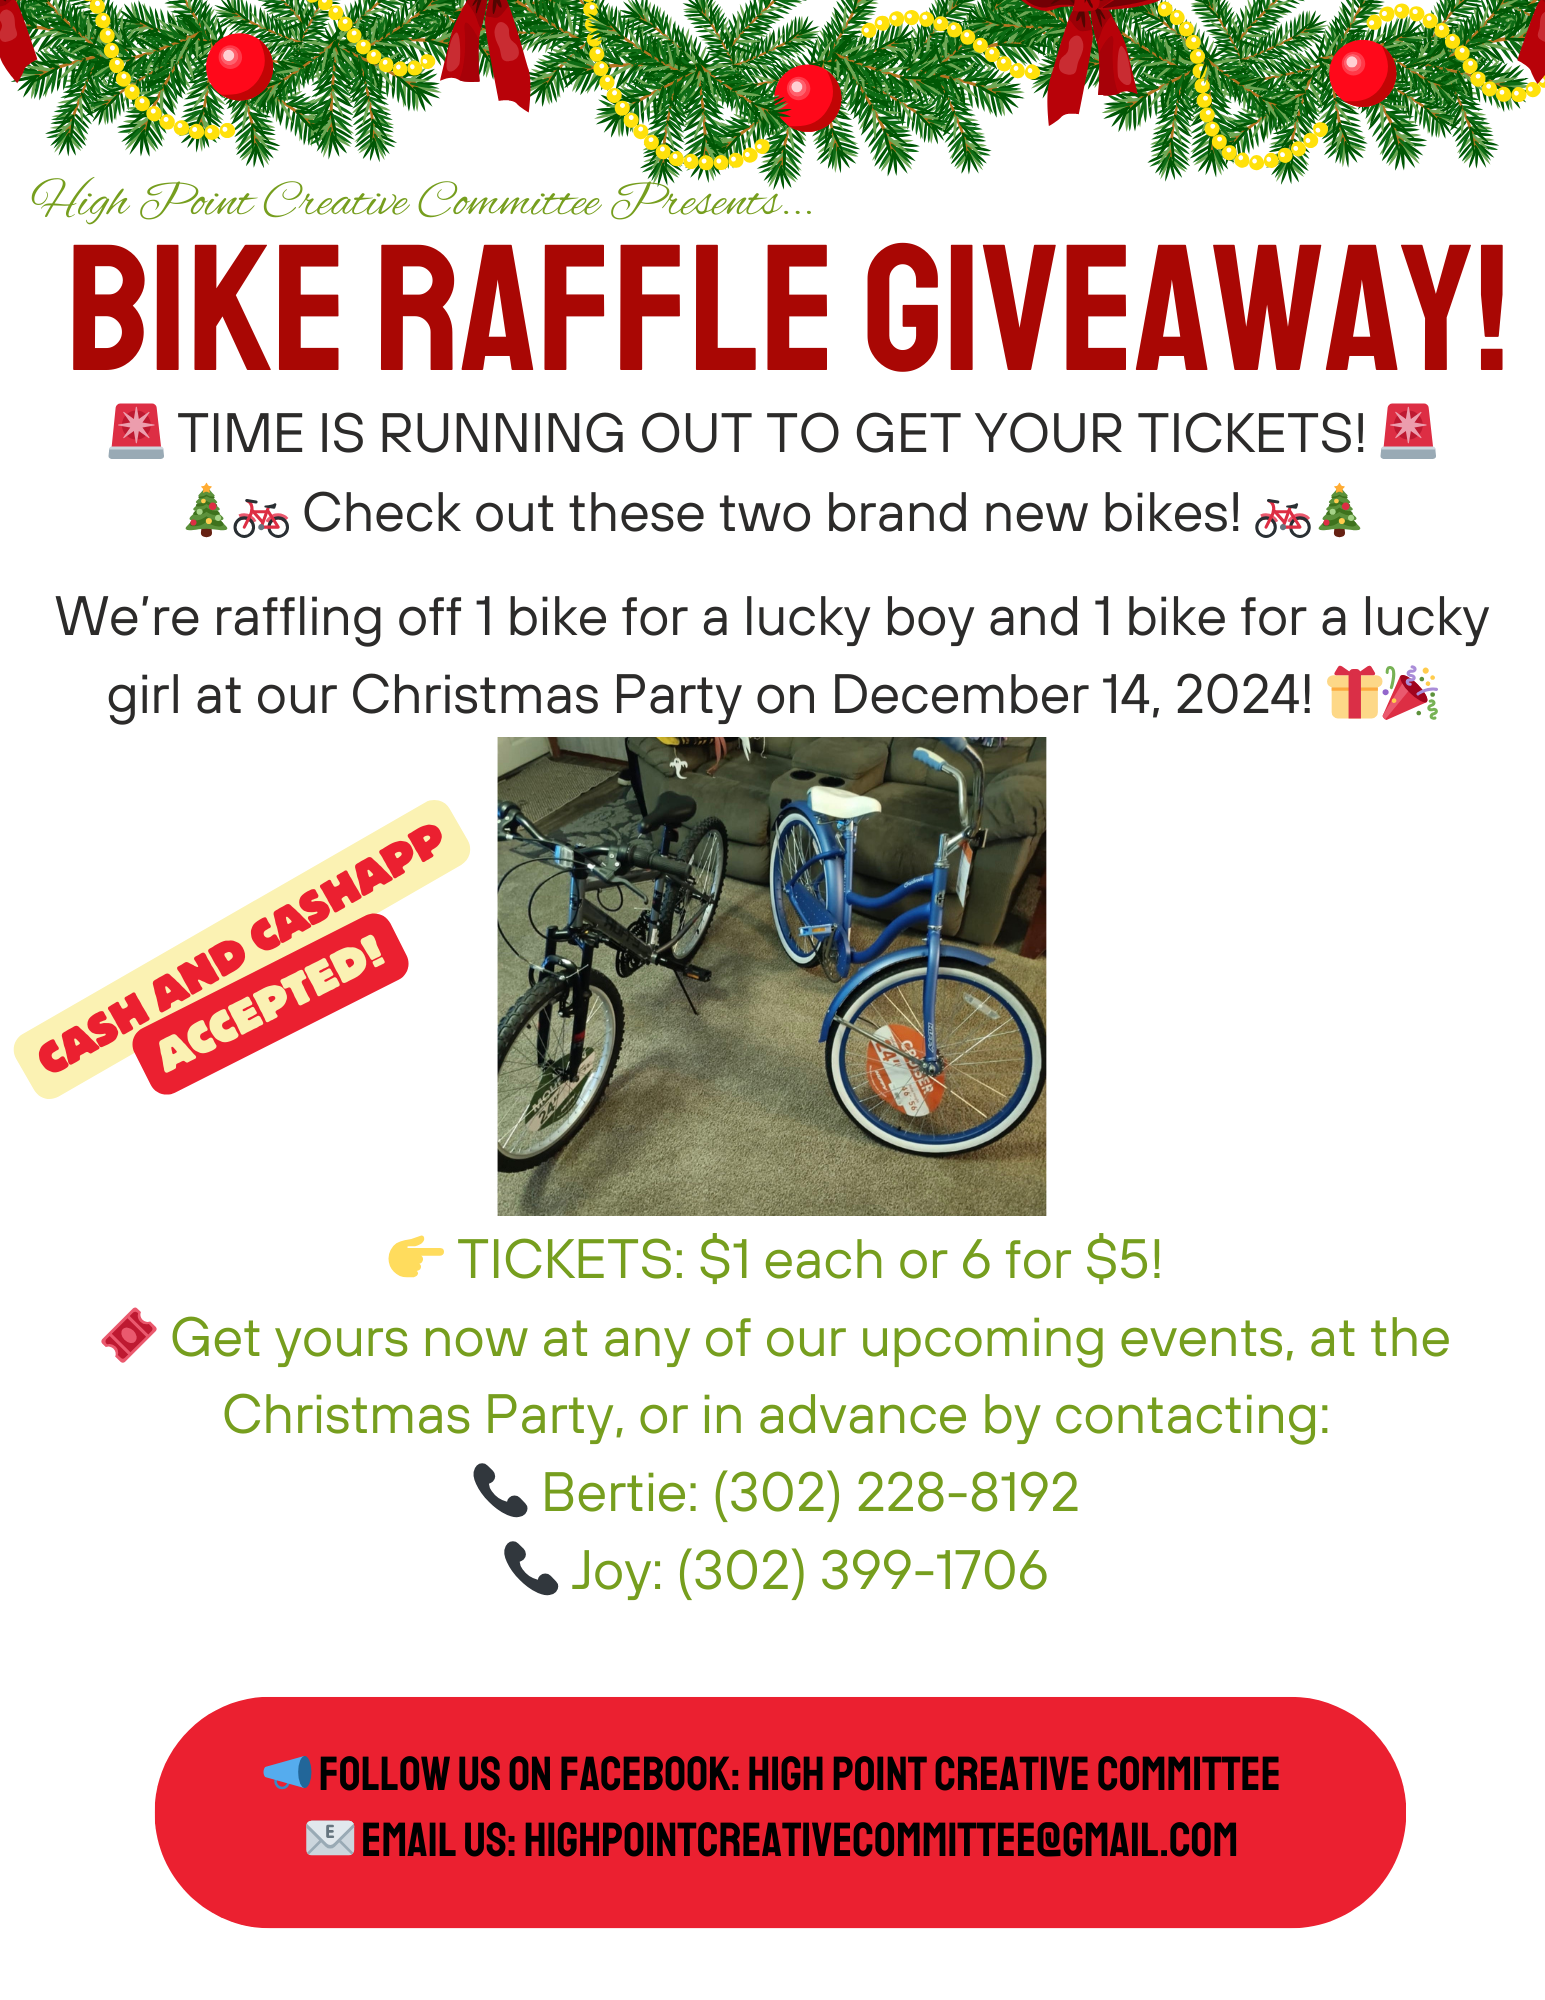 High Point Creative Committee Presents...
BIKE RAFFLE GIVEAWAY!
🚨 TIME IS RUNNING OUT TO GET YOUR TICKETS! 🚨
🎄🚲 Check out these two brand new bikes! 🚲🎄
We’re raffling off 1 bike for a lucky boy and 1 bike for a lucky
girl at our Christmas Party on December 14, 2024! 🎁🎉
CASH AND CASHAPP
ACCEPTED!
24"
CRUISER
👉 TICKETS: $1 each or 6 for $5!
🎟️ Get yours now at any of our upcoming events, at the
Christmas Party, or in advance by contacting:
📞 Bertie: (302) 228-8192
📞 Joy: (302) 399-1706
📣 FOLLOW US ON FACEBOOK: HIGH POINT CREATIVE COMMITTEE
📧 EMAIL US: HIGHPOINTCREATIVECOMMITTEE@GMAIL.COM